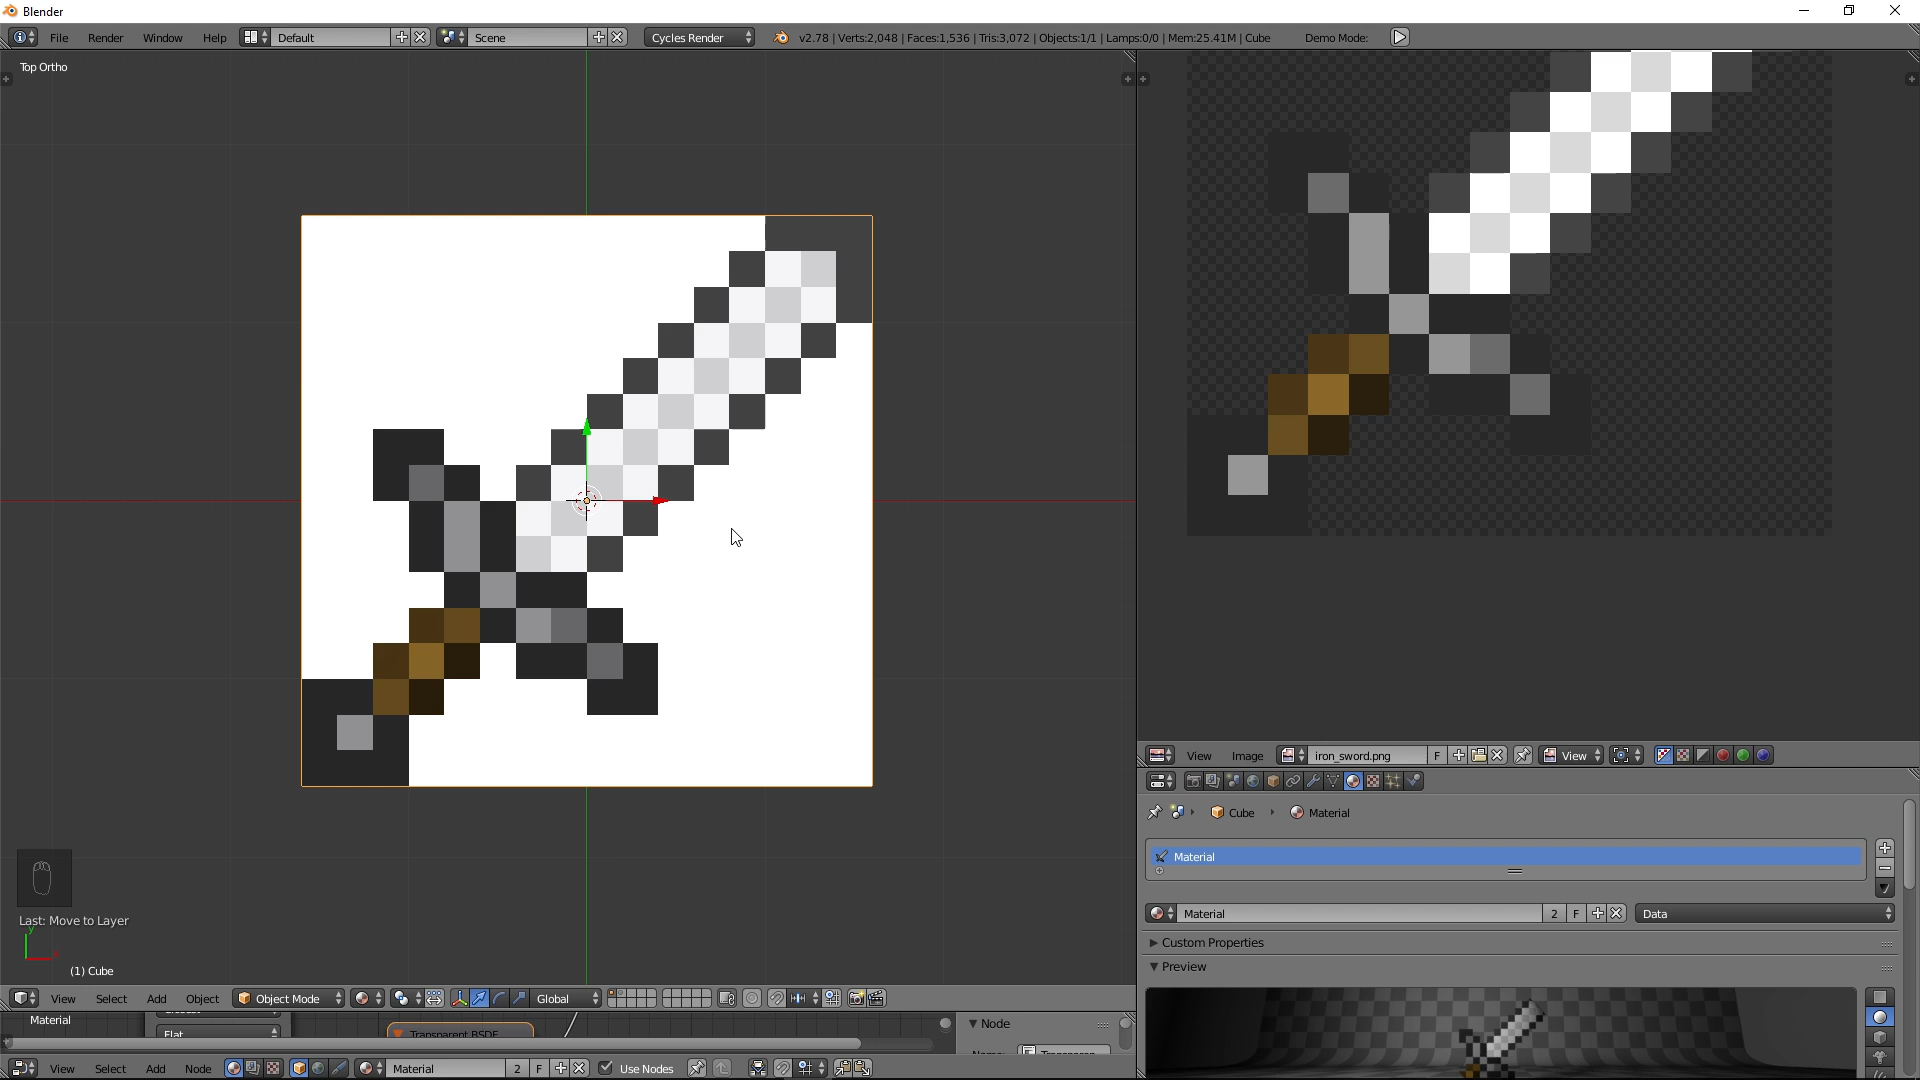 Blender
File Render Window Help Default Scene Cycles Render v2.78 | Verts:2,048 | Faces:1,536 | Tris:3,072 | Objects:1/1 | Lamps:0/0 | Mem:25.41M | Cube Demo Mode:
Top Ortho
Last: Move to Layer
(1) Cube
View Image iron_sword.png F View
Cube Material
Material
Material 2 F Data
Custom Properties
Preview
View Select Add Object Object Mode Global
Material
Flat
Transparent BSDF
Node
View Select Add Node Material 2 F Use Nodes